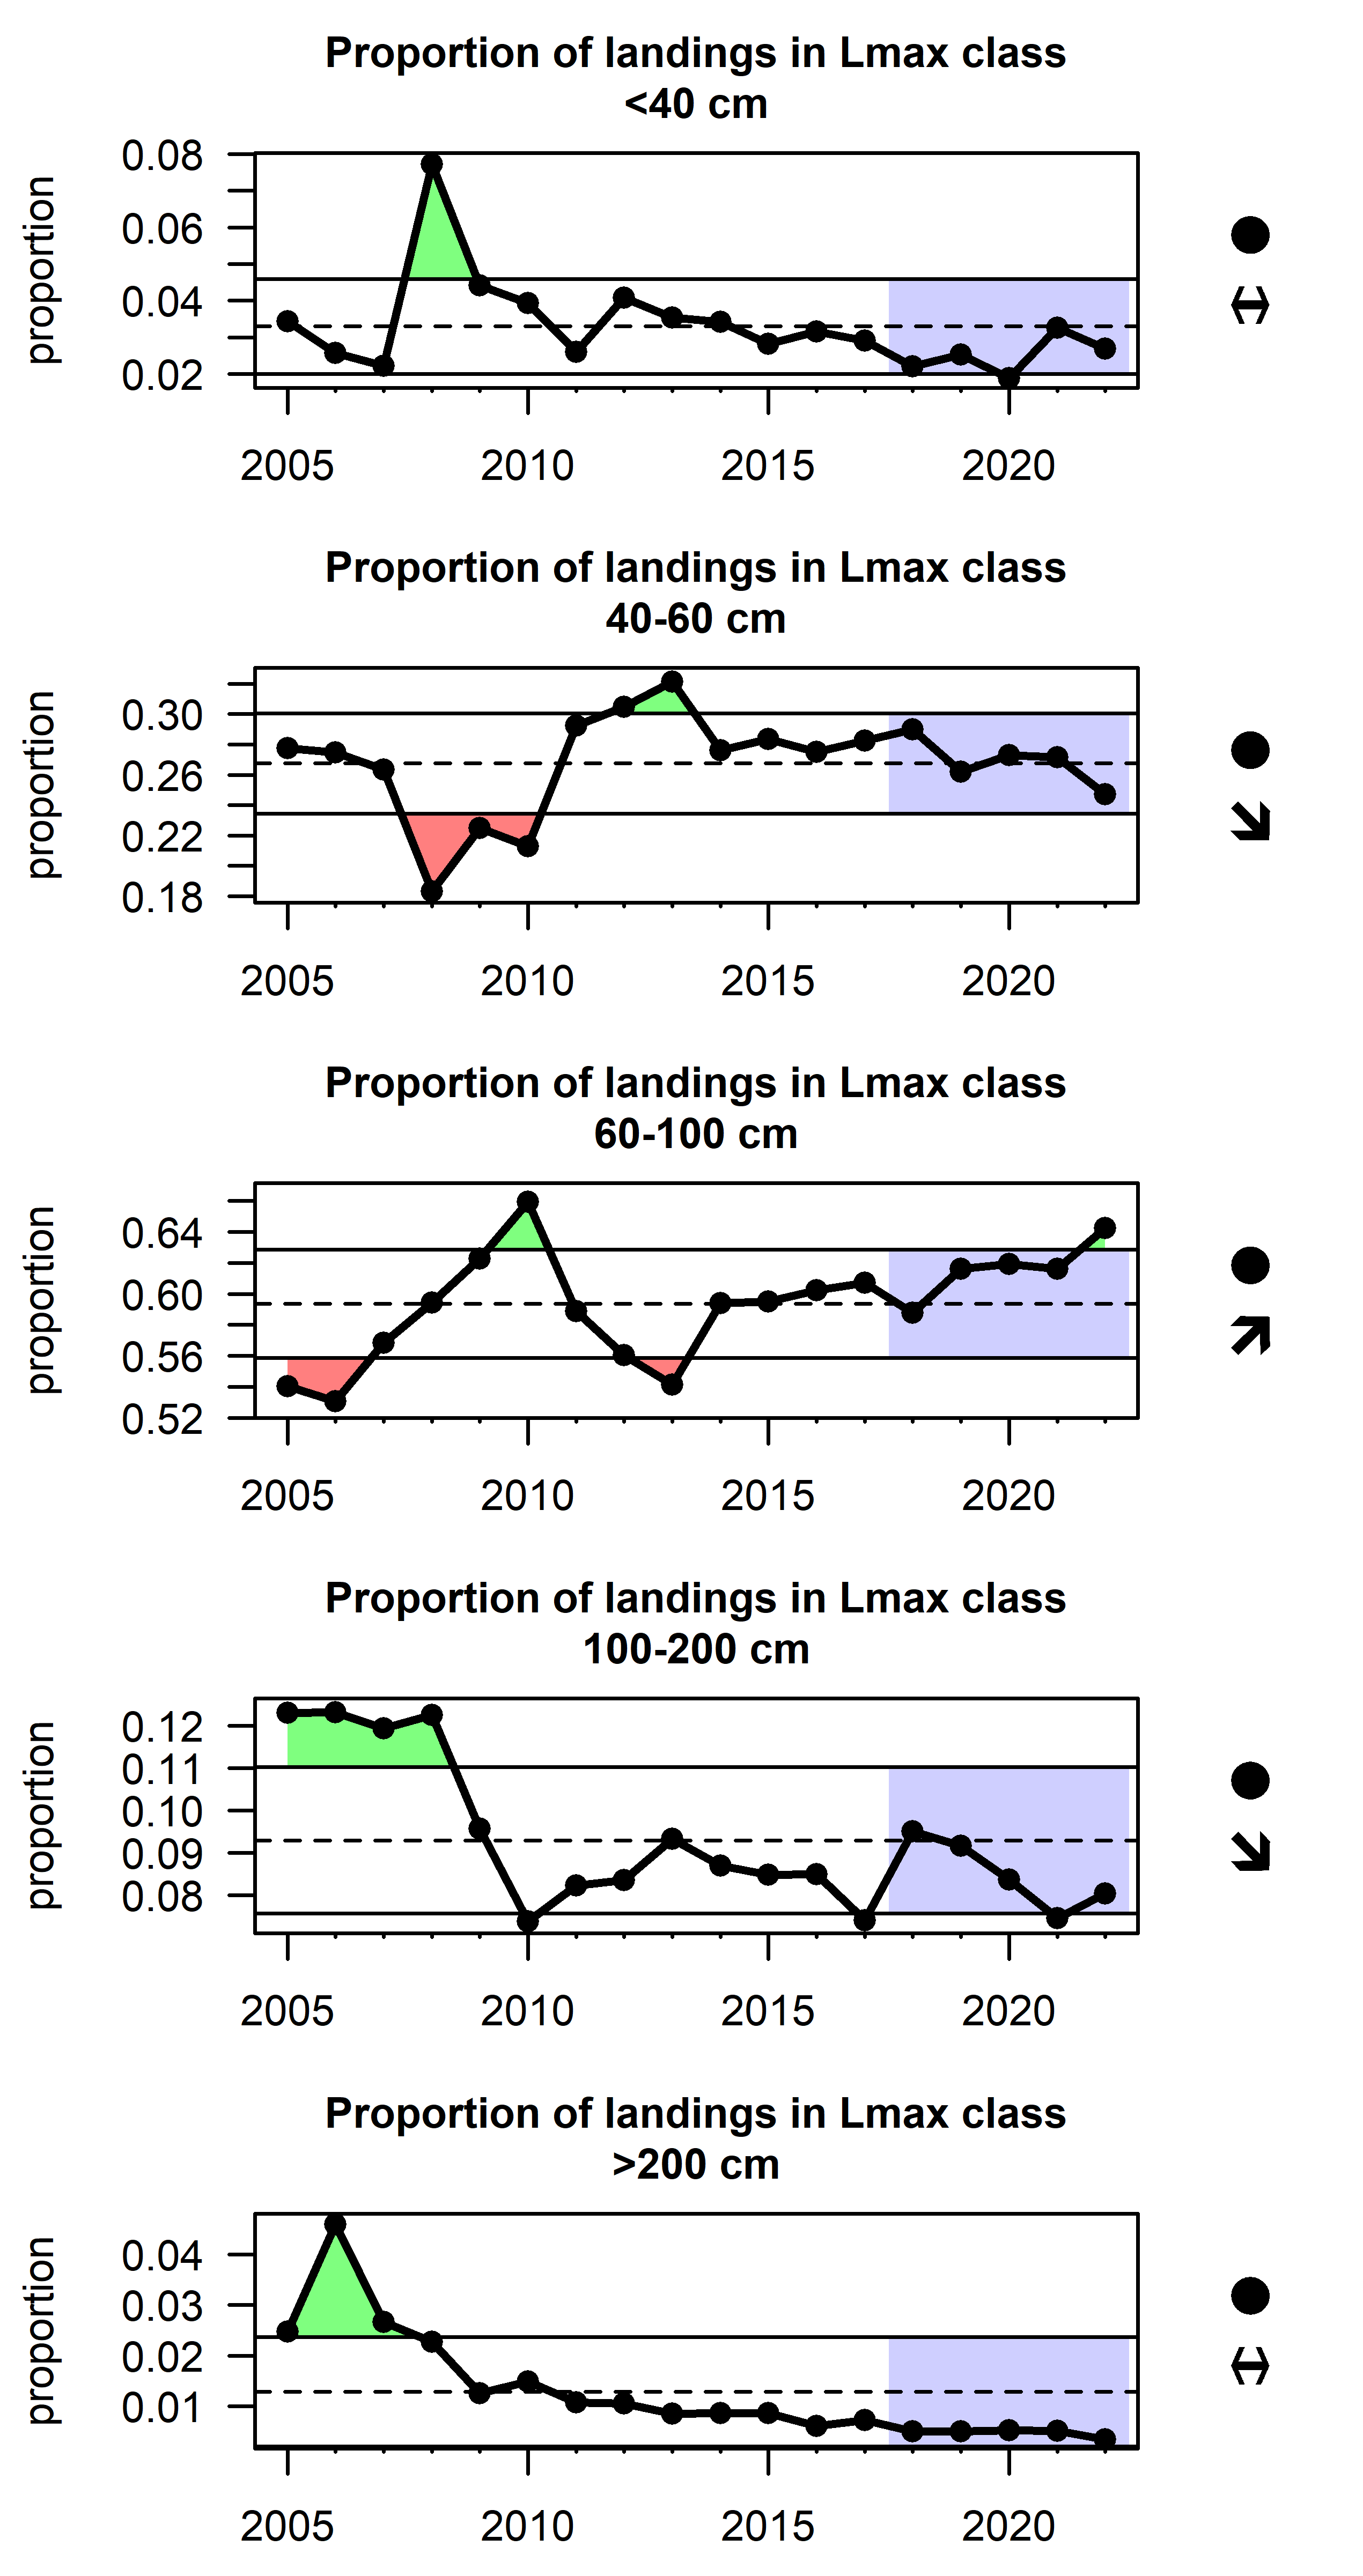 Proportion of landings in Lmax class
<40 cm
proportion
0.08
0.06
0.04
0.02
2005 2010 2015 2020
Proportion of landings in Lmax class
40-60 cm
proportion
0.30
0.26
0.22
0.18
2005 2010 2015 2020
Proportion of landings in Lmax class
60-100 cm
proportion
0.64
0.60
0.56
0.52
2005 2010 2015 2020
Proportion of landings in Lmax class
100-200 cm
proportion
0.12
0.11
0.10
0.09
0.08
2005 2010 2015 2020
Proportion of landings in Lmax class
>200 cm
proportion
0.04
0.03
0.02
0.01
2005 2010 2015 2020